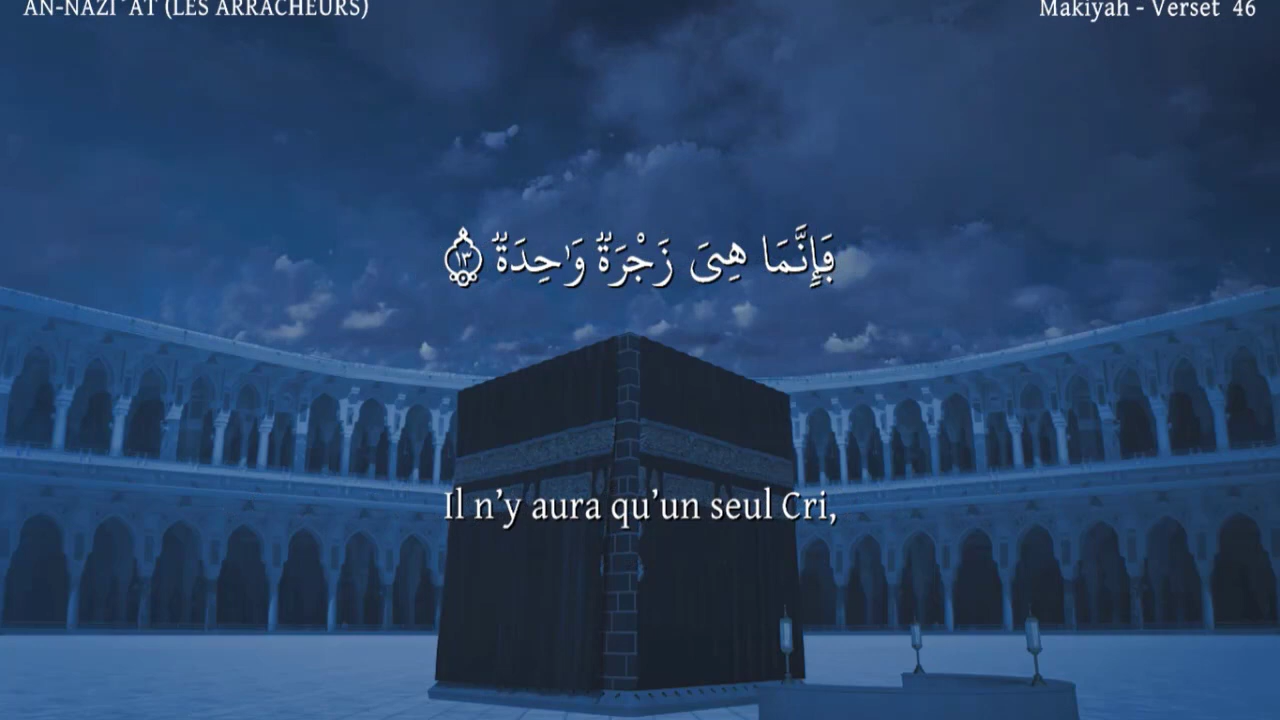 AN-NAZI´AT (LES ARRACHEURS)
Makiyah - Verset 46
فَإِنَّمَا هِىَ زَجْرَةٌ وَٰحِدَةٌ ١٣
Il n’y aura qu’un seul Cri,